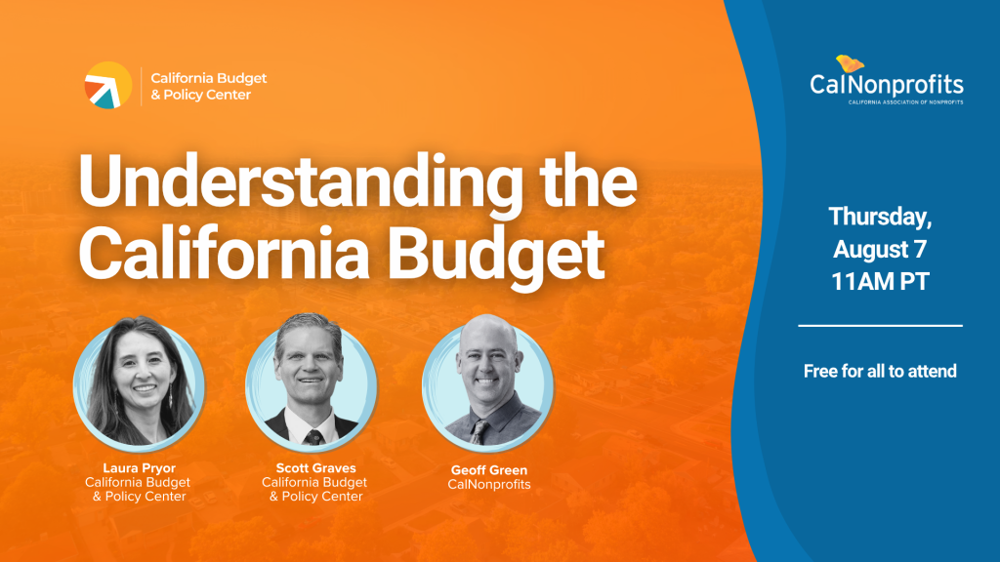 California Budget
& Policy Center
Understanding the
California Budget
Laura Pryor
California Budget
& Policy Center
Scott Graves
California Budget
& Policy Center
Geoff Green
CalNonprofits
CalNonprofits
CALIFORNIA ASSOCIATION OF NONPROFITS
Thursday,
August 7
11AM PT
Free for all to attend